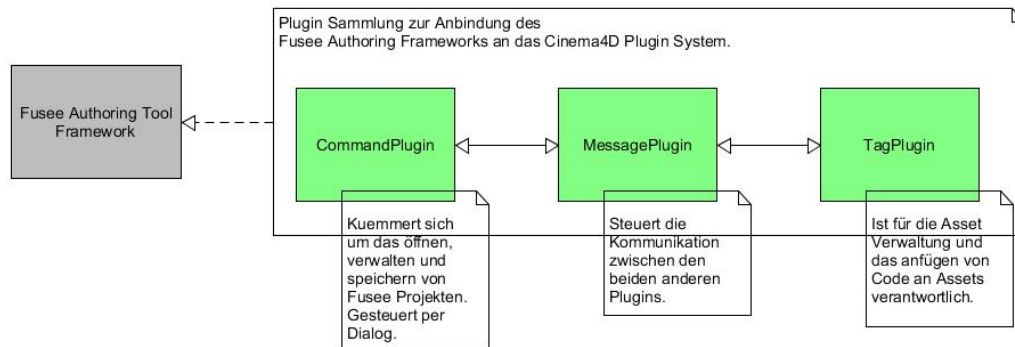 Plugin Sammlung zur Anbindung des
Fusee Authoring Frameworks an das Cinema4D Plugin System.
Fusee Authoring Tool
Framework
CommandPlugin
MessagePlugin
TagPlugin
Kuemmert sich
um das öffnen,
verwalten und
speichern von
Fusee Projekten.
Gesteuert per
Dialog.
Steuert die
Kommunikation
zwischen den
beiden anderen
Plugins.
Ist für die Asset
Verwaltung und
das anfügen von
Code an Assets
verantwortlich.